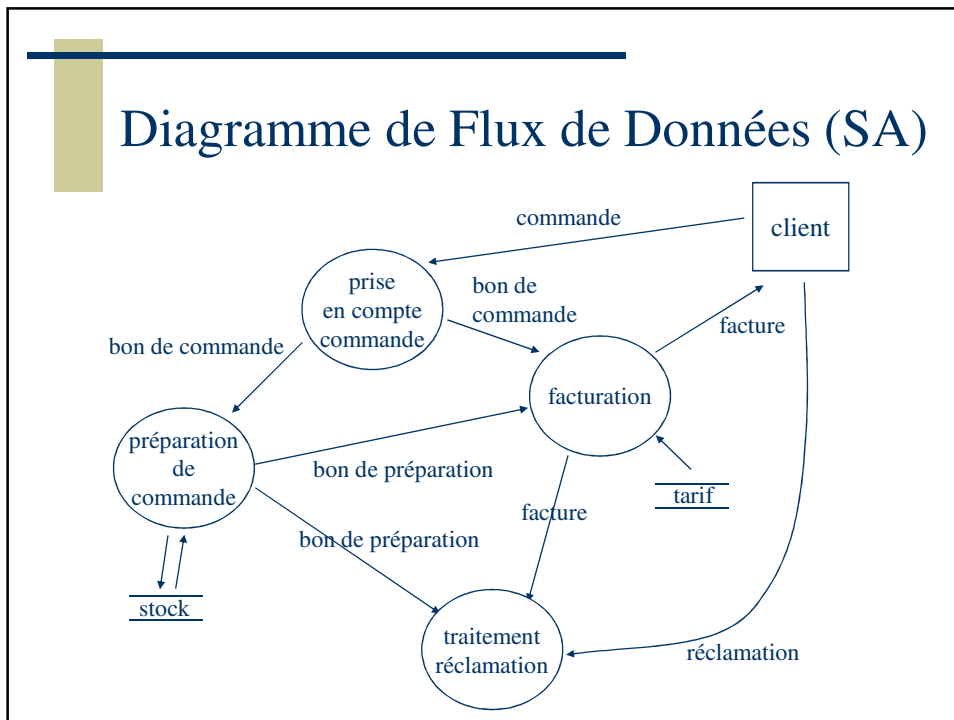 Diagramme de Flux de Données (SA)
commande
client
prise
en compte
commande
bon de
commande
facture
bon de commande
facturation
préparation
de
commande
bon de préparation
tarif
facture
bon de préparation
stock
traitement
réclamation
réclamation